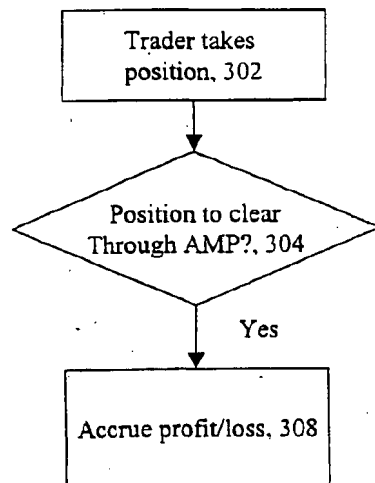 Trader takes
position, 302
Position to clear
Through AMP?, 304
Yes
Accrue profit/loss, 308